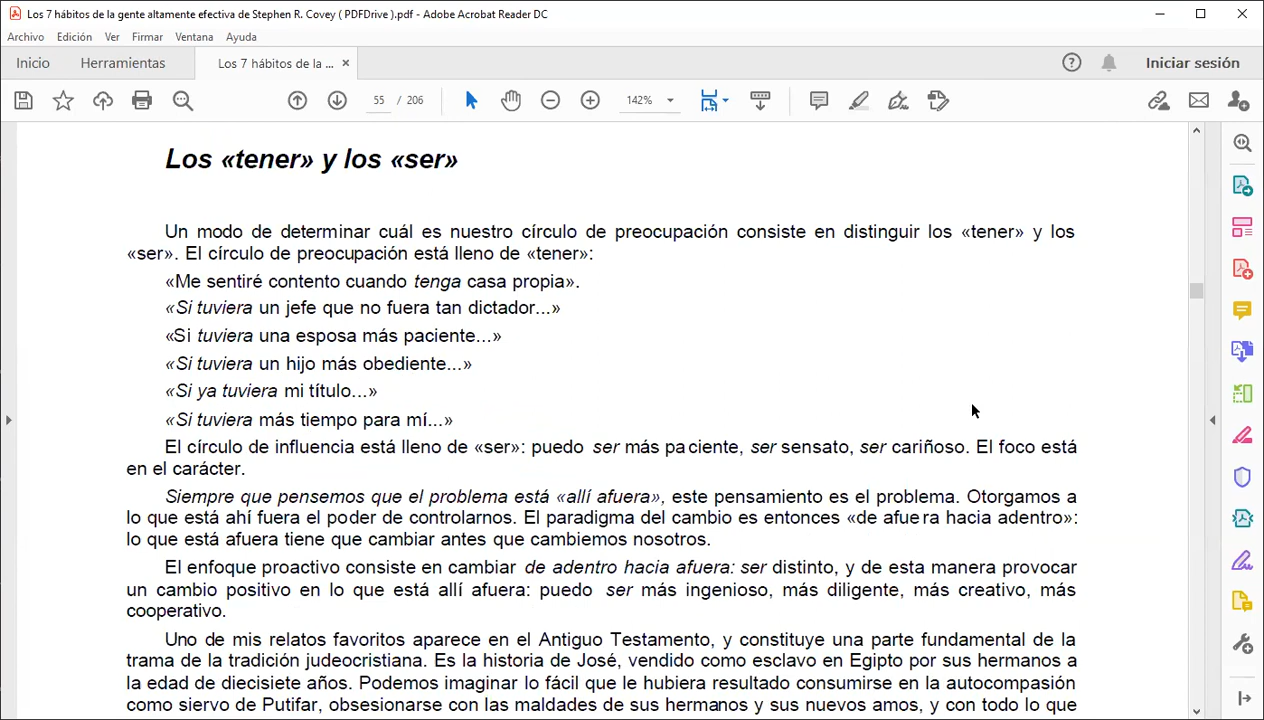 Los 7 hábitos de la gente altamente efectiva de Stephen R. Covey ( PDFDrive ).pdf - Adobe Acrobat Reader DC
Archivo Edición Ver Firmar Ventana Ayuda
Inicio Herramientas Los 7 hábitos de la ... × Iniciar sesión
55 / 206 142%
Los «tener» y los «ser»
Un modo de determinar cuál es nuestro círculo de preocupación consiste en distinguir los «tener» y los
«ser». El círculo de preocupación está lleno de «tener»:
«Me sentiré contento cuando tenga casa propia».
«Si tuviera un jefe que no fuera tan dictador...»
«Si tuviera una esposa más paciente...»
«Si tuviera un hijo más obediente...»
«Si ya tuviera mi título...»
«Si tuviera más tiempo para mí...»
El círculo de influencia está lleno de «ser»: puedo ser más paciente, ser sensato, ser cariñoso. El foco está
en el carácter.
Siempre que pensemos que el problema está «allí afuera», este pensamiento es el problema. Otorgamos a
lo que está ahí fuera el poder de controlarnos. El paradigma del cambio es entonces «de afuera hacia adentro»:
lo que está afuera tiene que cambiar antes que cambiemos nosotros.
El enfoque proactivo consiste en cambiar de adentro hacia afuera: ser distinto, y de esta manera provocar
un cambio positivo en lo que está allí afuera: puedo ser más ingenioso, más diligente, más creativo, más
cooperativo.
Uno de mis relatos favoritos aparece en el Antiguo Testamento, y constituye una parte fundamental de la
trama de la tradición judeocristiana. Es la historia de José, vendido como esclavo en Egipto por sus hermanos a
la edad de diecisiete años. Podemos imaginar lo fácil que le hubiera resultado consumirse en la autocompasión
como siervo de Putifar, obsesionarse con las maldades de sus hermanos y sus nuevos amos, y con todo lo que